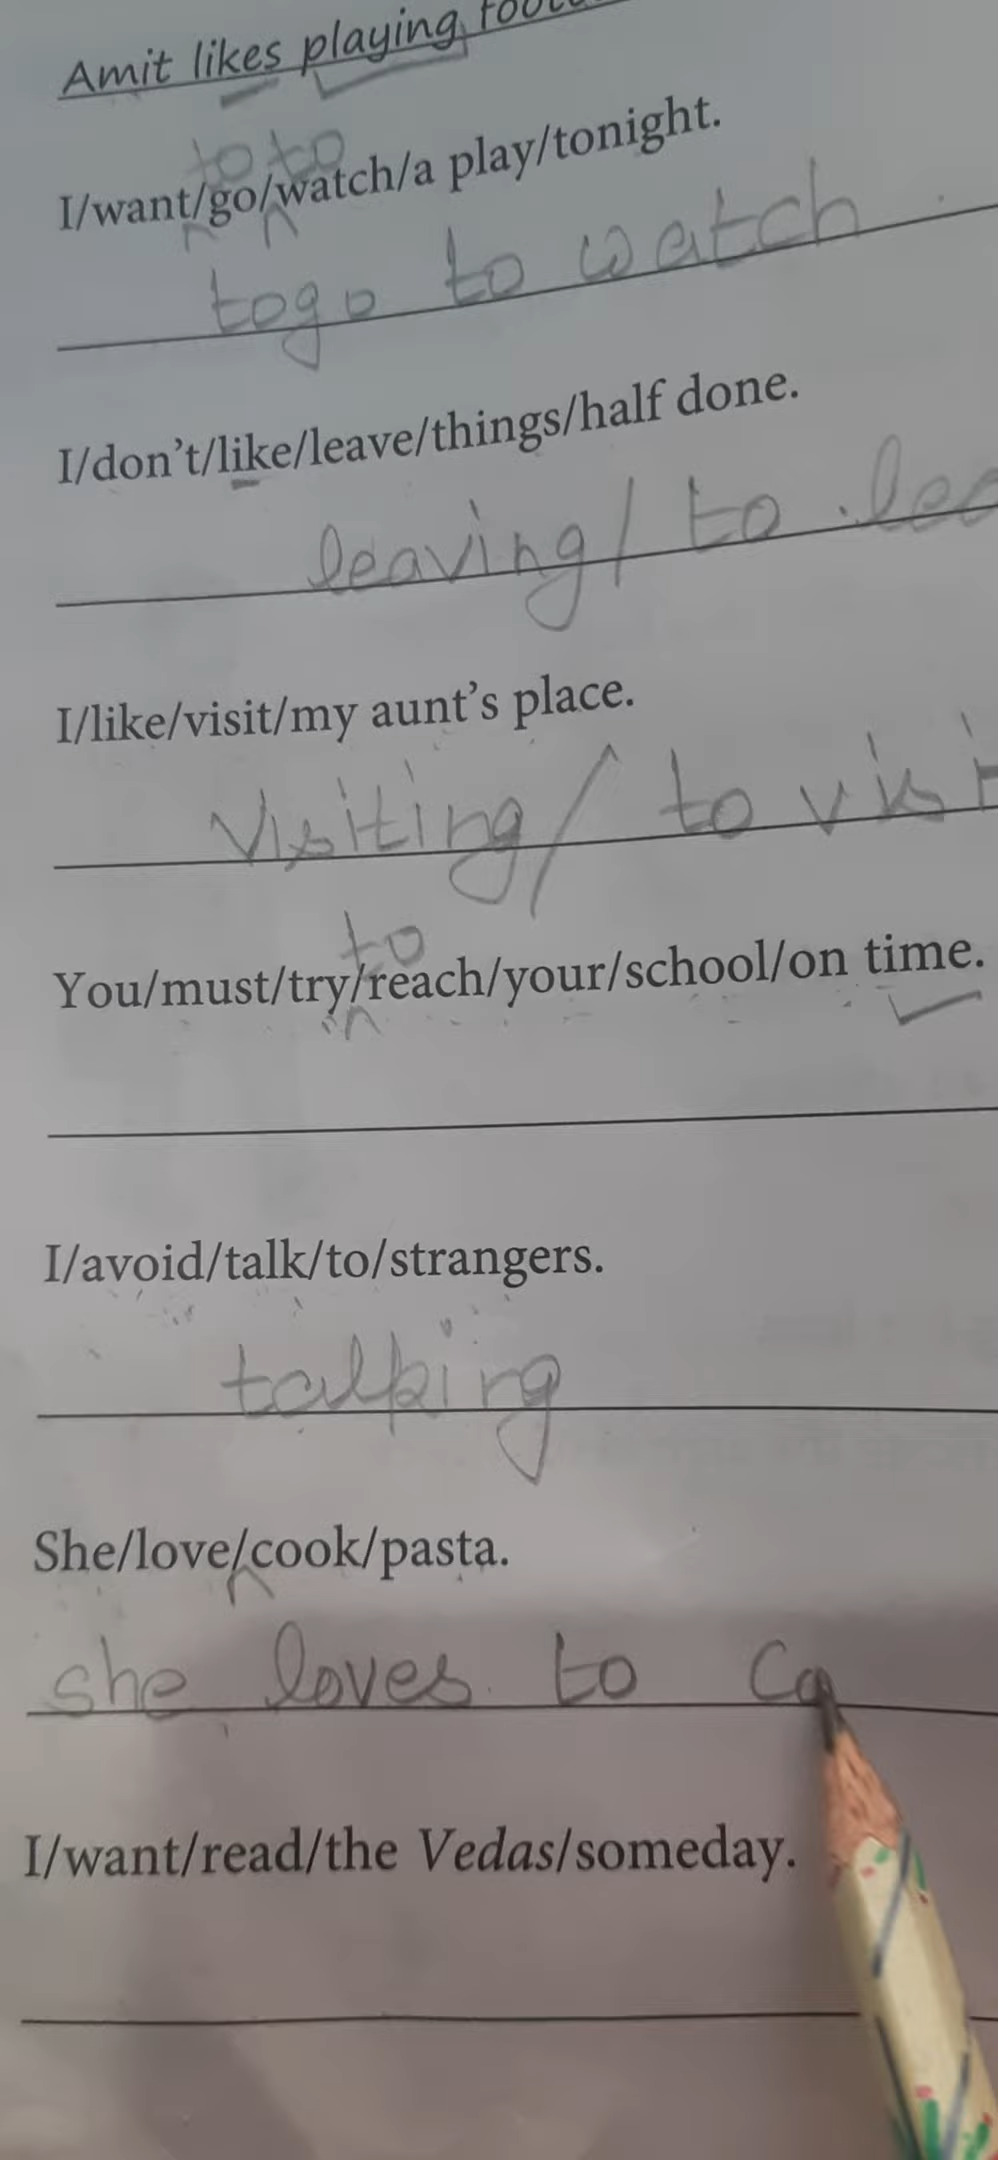 Amit likes playing
to to
I/want/go/watch/a play/tonight.
to go to watch
I/don't/like/leave/things/half done.
leaving/ to
I/like/visit/my aunt's place.
visiting/ to visit
to
You/must/try/reach/your/school/on time.
I/avoid/talk/to/strangers.
talking
She/love/cook/pasta.
she loves to
I/want/read/the Vedas/someday.